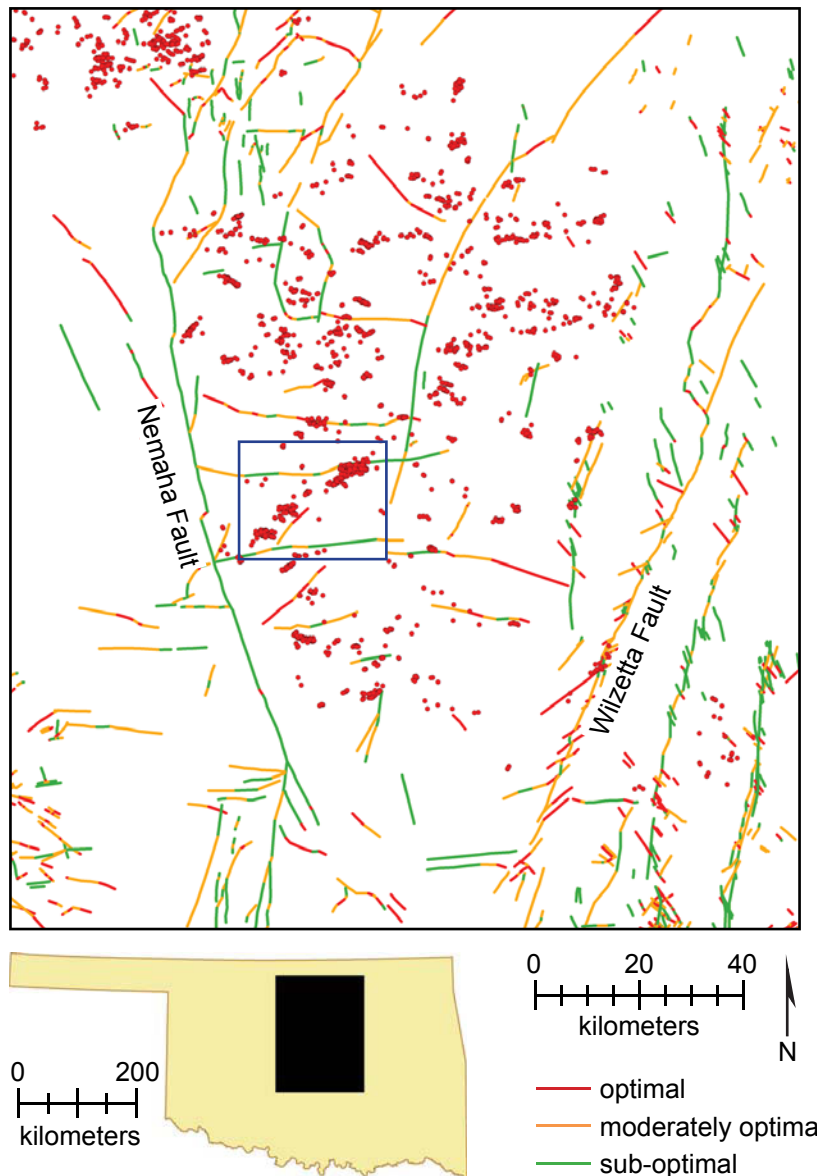 Nemaha Fault
Wilzetta Fault
0 20 40
kilometers
N
0 200
kilometers
optimal
moderately optima
sub-optimal